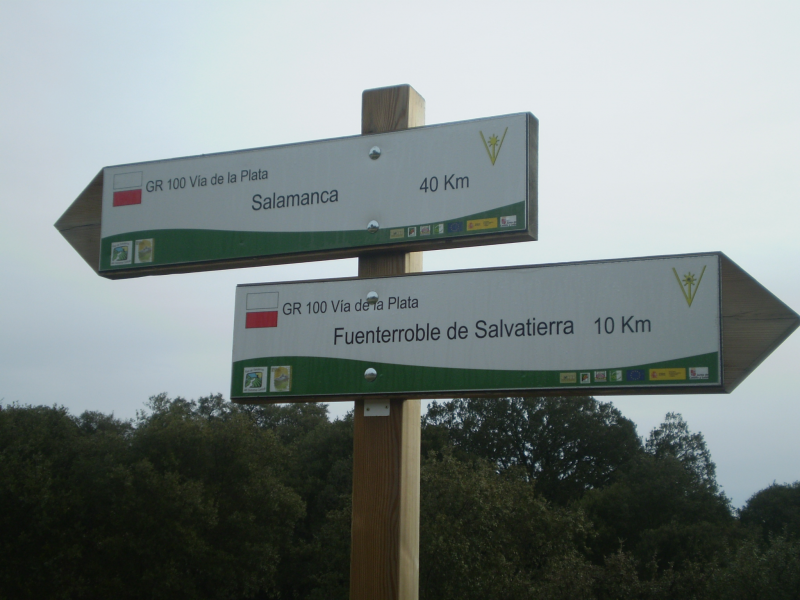 GR 100 Vía de la Plata
Salamanca 40 Km
GR 100 Vía de la Plata
Fuenterroble de Salvatierra 10 Km